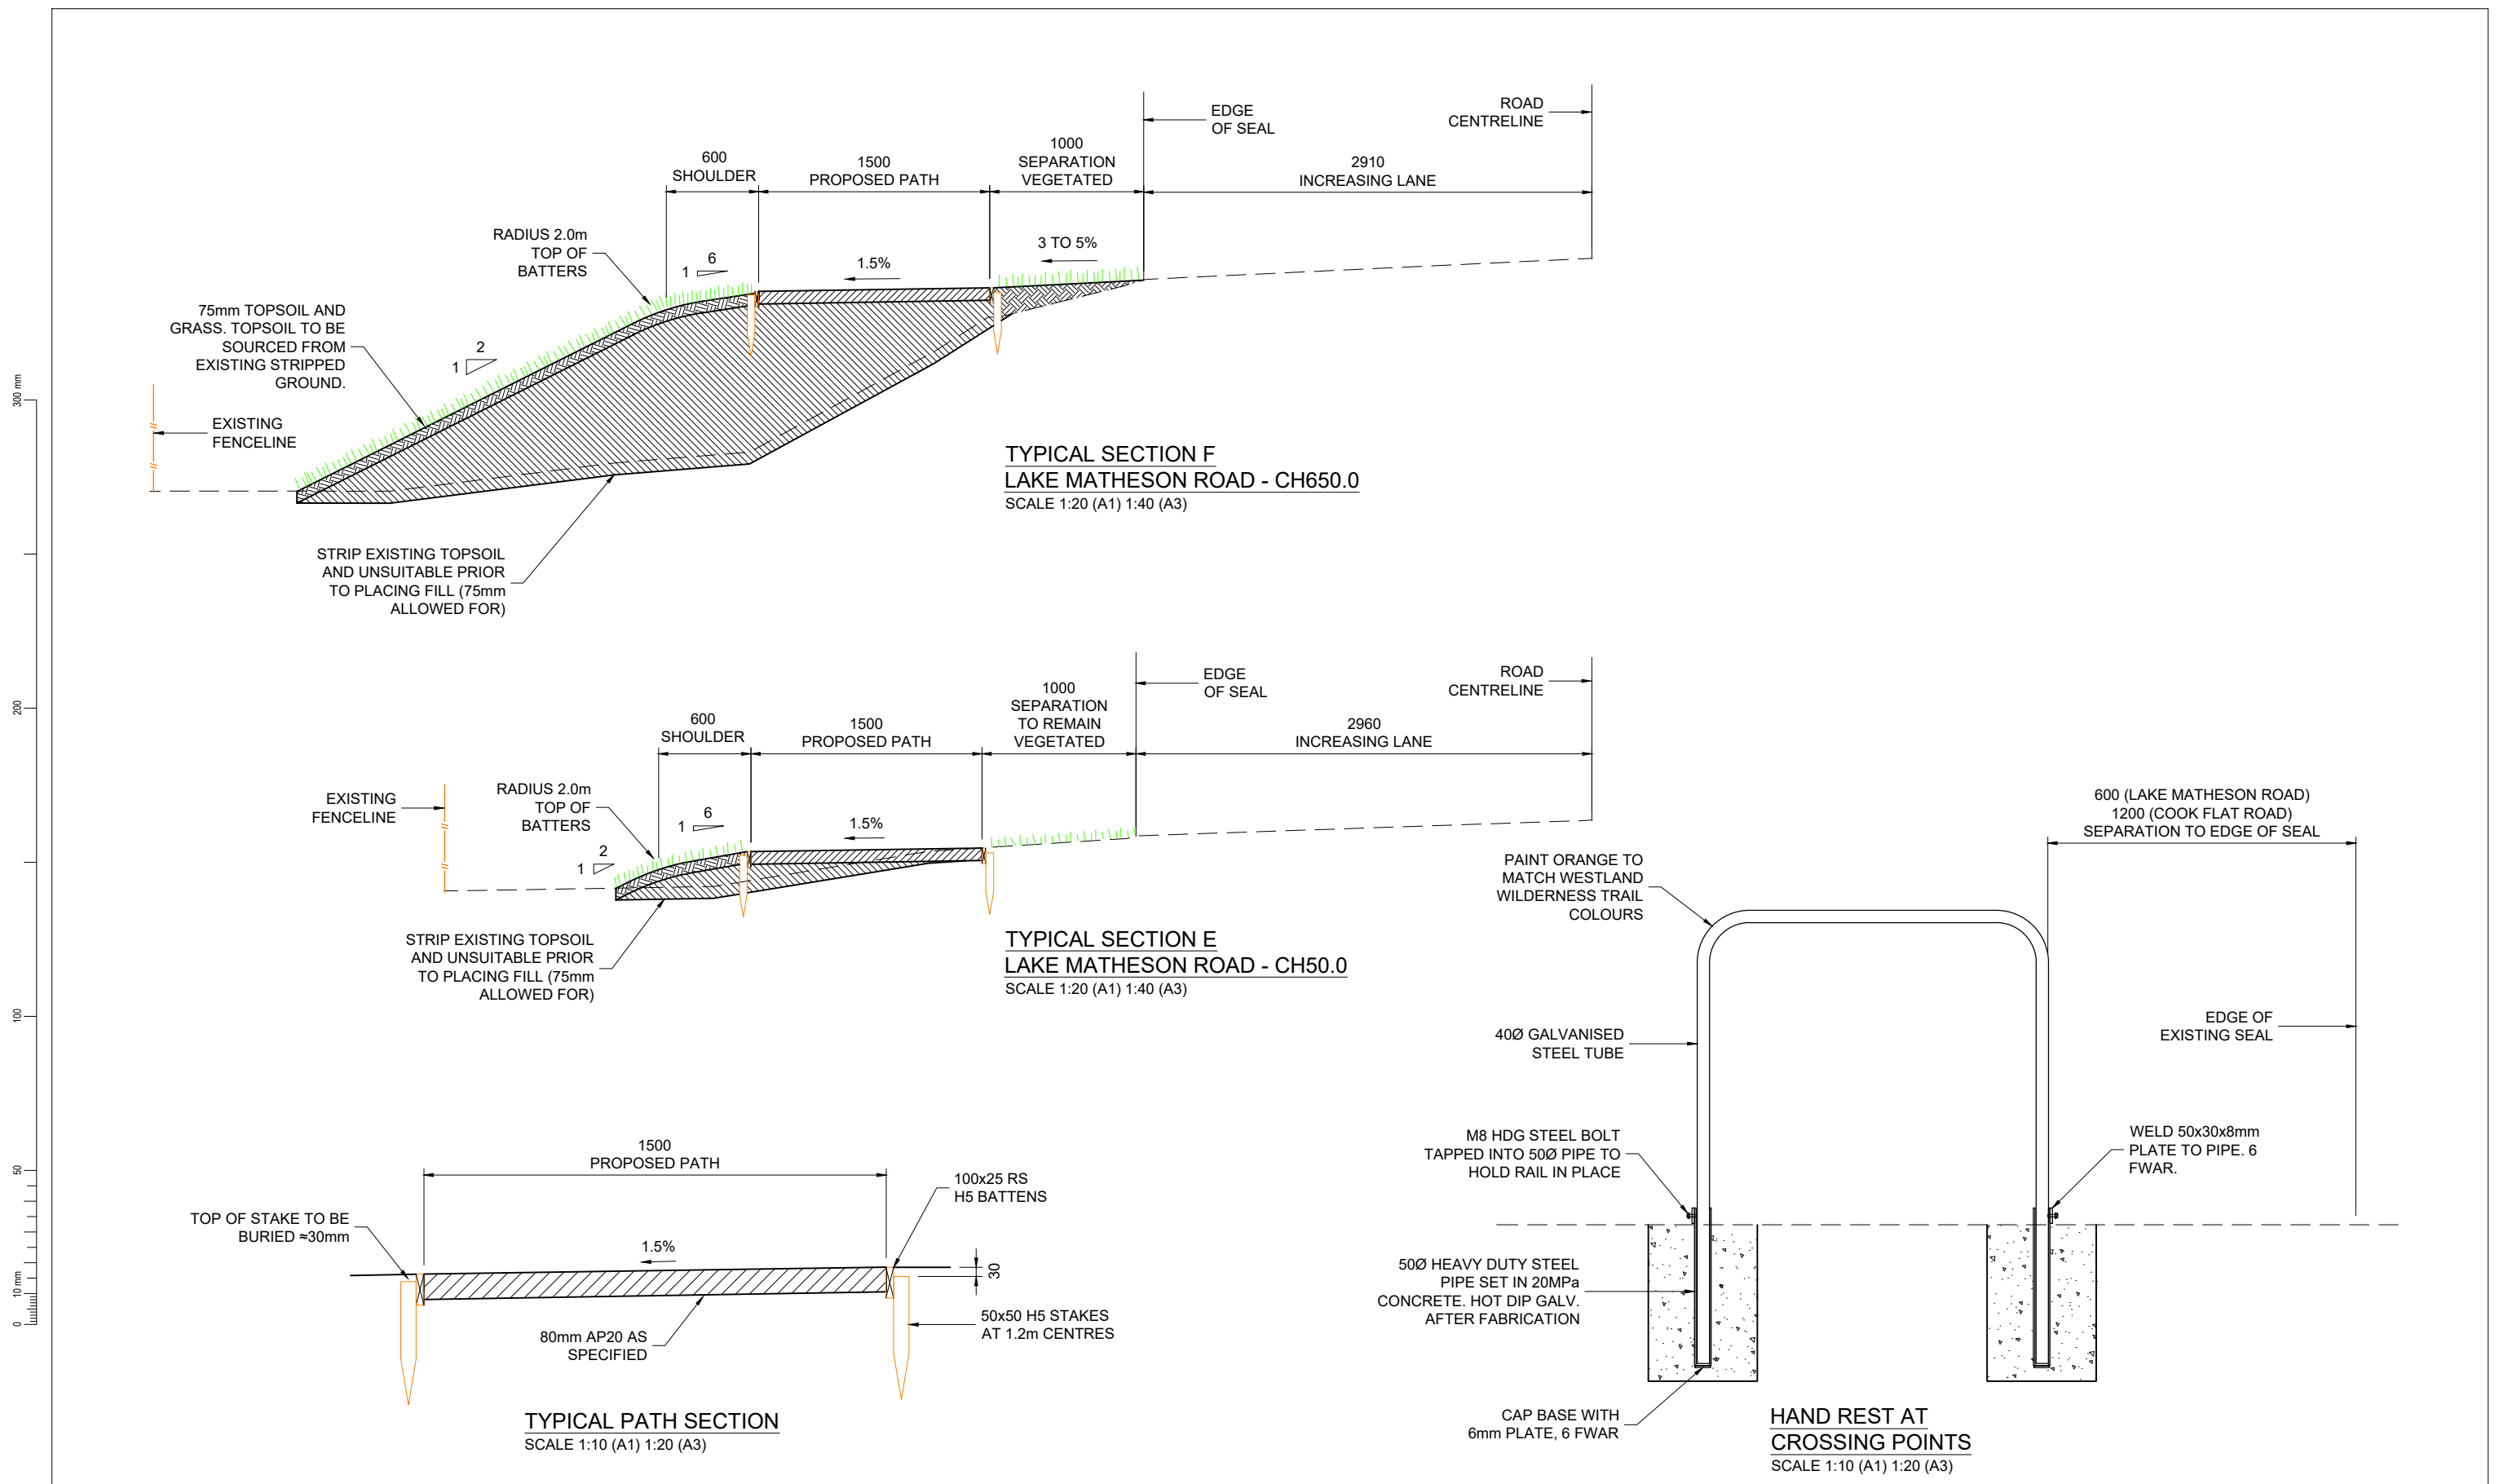 EDGE
OF SEAL
ROAD
CENTRELINE
600
SHOULDER
1500
PROPOSED PATH
1000
SEPARATION
VEGETATED
2910
INCREASING LANE
RADIUS 2.0m
TOP OF
BATTERS
1
6
1.5%
3 TO 5%
75mm TOPSOIL AND
GRASS. TOPSOIL TO BE
SOURCED FROM
EXISTING STRIPPED
GROUND.
1
2
EXISTING
FENCELINE
STRIP EXISTING TOPSOIL
AND UNSUITABLE PRIOR
TO PLACING FILL (75mm
ALLOWED FOR)
TYPICAL SECTION F
LAKE MATHESON ROAD - CH650.0
SCALE 1:20 (A1) 1:40 (A3)
EDGE
OF SEAL
ROAD
CENTRELINE
600
SHOULDER
1500
PROPOSED PATH
1000
SEPARATION
TO REMAIN
VEGETATED
2960
INCREASING LANE
EXISTING
FENCELINE
RADIUS 2.0m
TOP OF
BATTERS
1
6
1.5%
1
2
STRIP EXISTING TOPSOIL
AND UNSUITABLE PRIOR
TO PLACING FILL (75mm
ALLOWED FOR)
TYPICAL SECTION E
LAKE MATHESON ROAD - CH50.0
SCALE 1:20 (A1) 1:40 (A3)
1500
PROPOSED PATH
100x25 RS
H5 BATTENS
TOP OF STAKE TO BE
BURIED ≈30mm
1.5%
30
80mm AP20 AS
SPECIFIED
50x50 H5 STAKES
AT 1.2m CENTRES
TYPICAL PATH SECTION
SCALE 1:10 (A1) 1:20 (A3)
600 (LAKE MATHESON ROAD)
1200 (COOK FLAT ROAD)
SEPARATION TO EDGE OF SEAL
PAINT ORANGE TO
MATCH WESTLAND
WILDERNESS TRAIL
COLOURS
40Ø GALVANISED
STEEL TUBE
EDGE OF
EXISTING SEAL
M8 HDG STEEL BOLT
TAPPED INTO 50Ø PIPE TO
HOLD RAIL IN PLACE
WELD 50x30x8mm
PLATE TO PIPE. 6
FWAR.
50Ø HEAVY DUTY STEEL
PIPE SET IN 20MPa
CONCRETE. HOT DIP GALV.
AFTER FABRICATION
CAP BASE WITH
6mm PLATE, 6 FWAR
HAND REST AT
CROSSING POINTS
SCALE 1:10 (A1) 1:20 (A3)
300 mm
200
100
50
10 mm
0